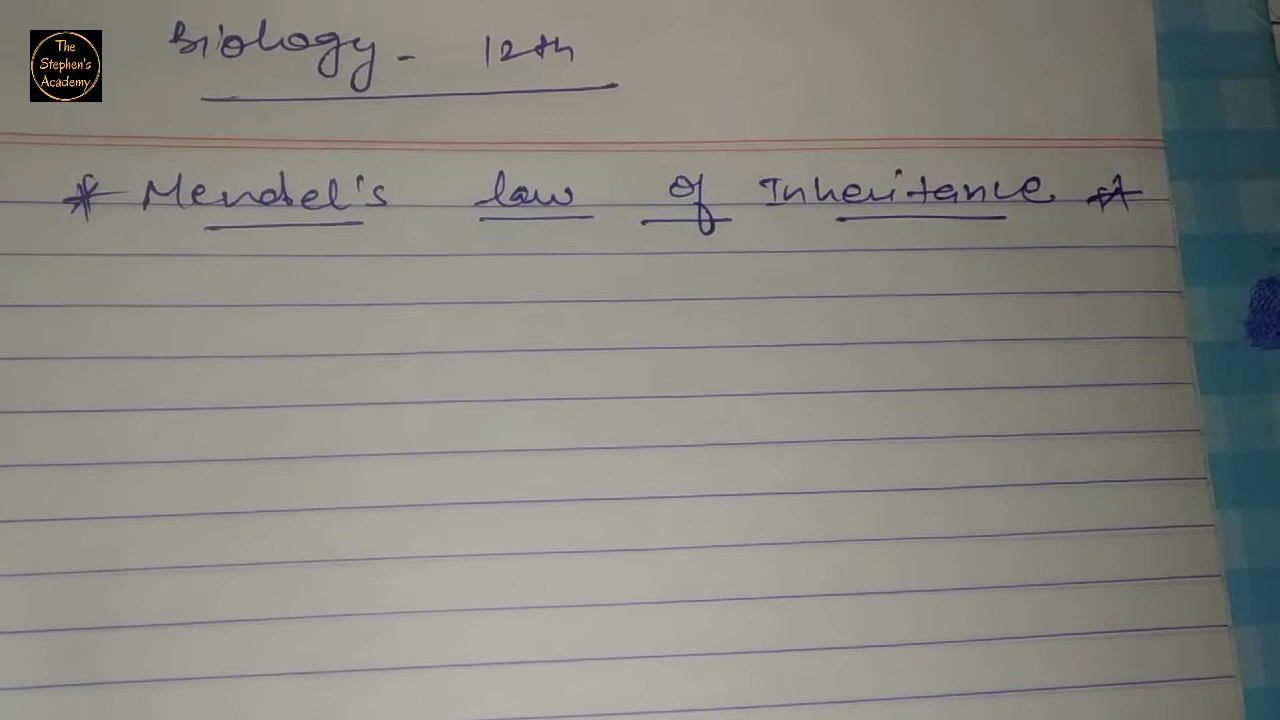 The
Stephen's
Academy
Biology - 12th
* Mendel's law of Inheritance *